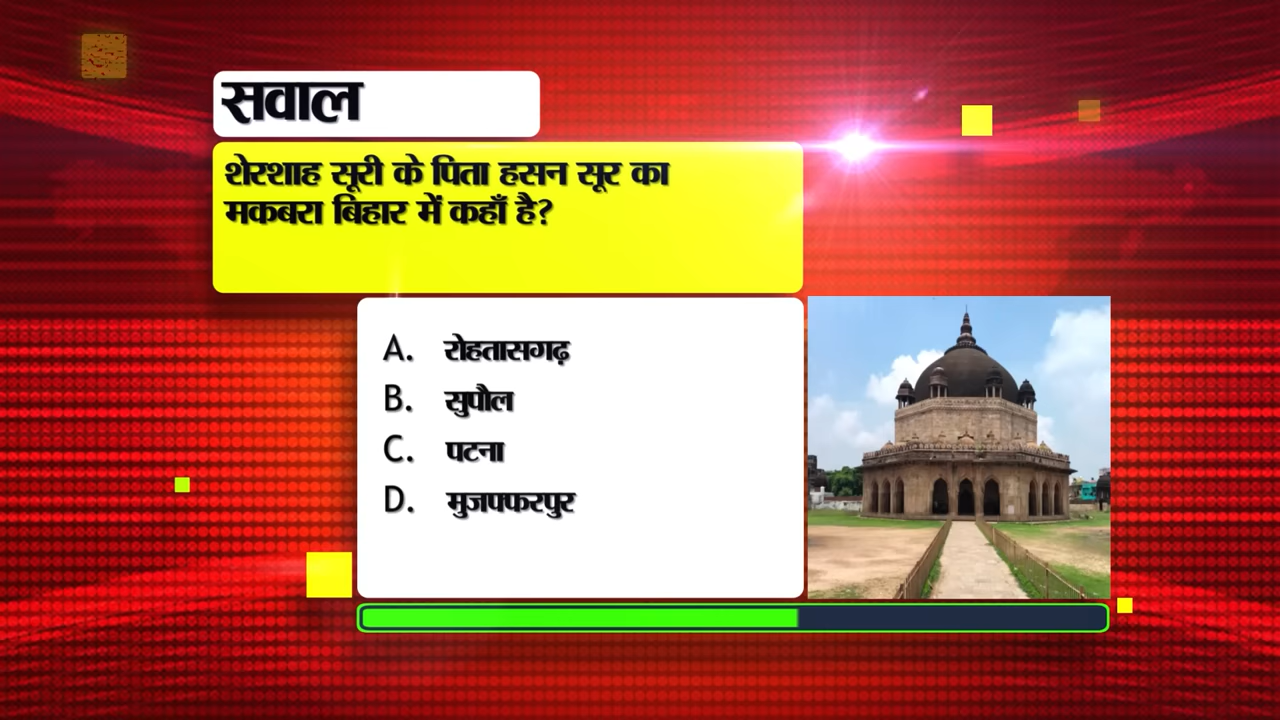 सवाल
शेरशाह सूरी के पिता हसन सूर का
मकबरा बिहार में कहाँ है?
A. रोहतासगढ़
B. सुपौल
C. पटना
D. मुजफ्फरपुर